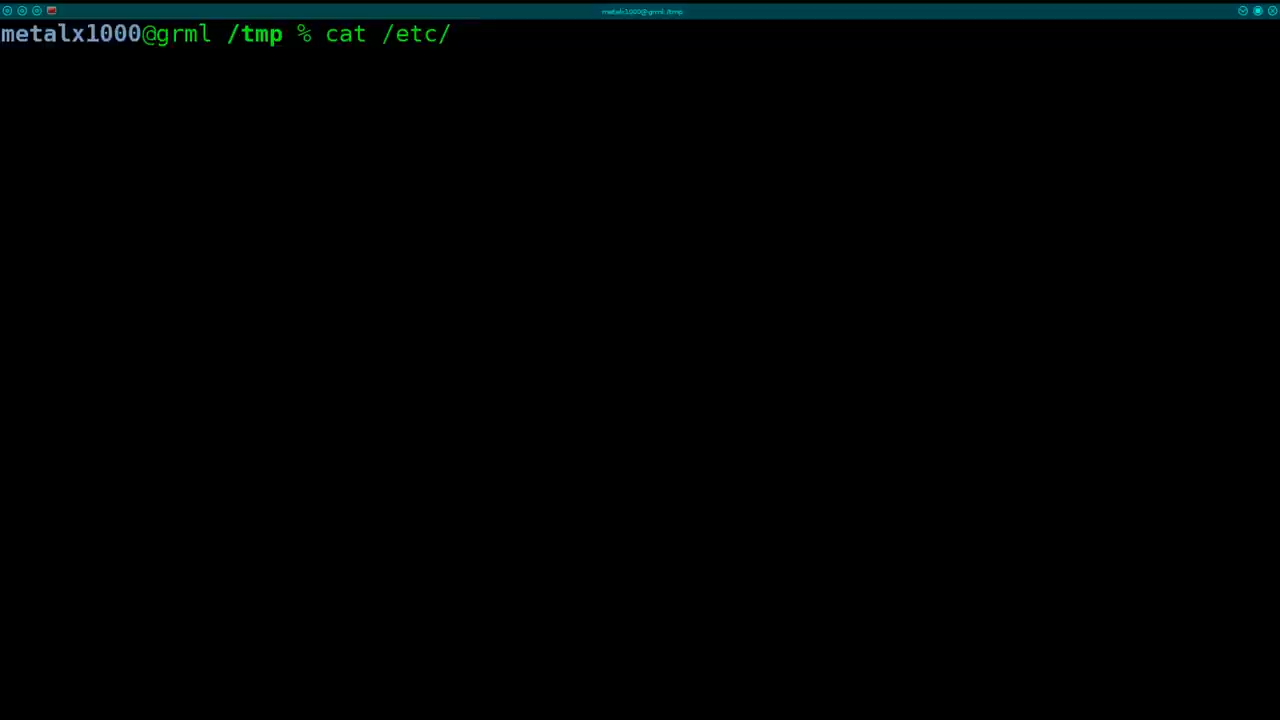 metalx1000@grml: /tmp
metalx1000@grml /tmp % cat /etc/